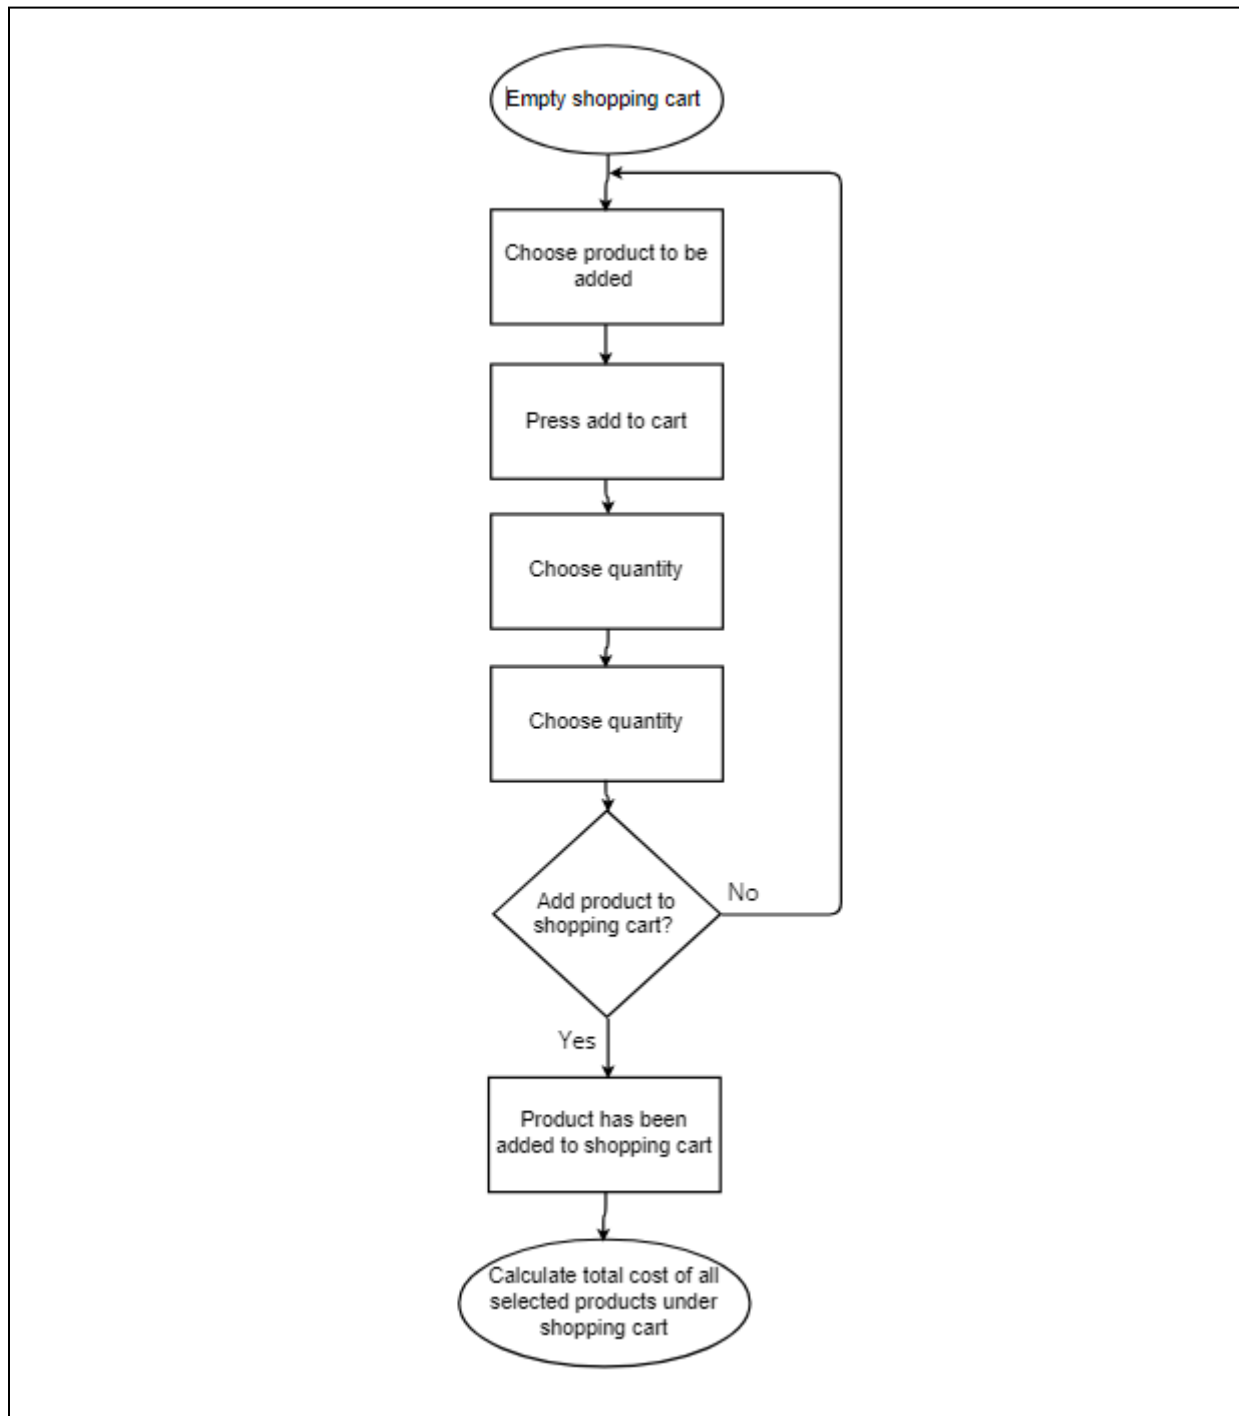 Empty shopping cart
Choose product to be
added
Press add to cart
Choose quantity
Choose quantity
Add product to
shopping cart?
No
Yes
Product has been
added to shopping cart
Calculate total cost of all
selected products under
shopping cart